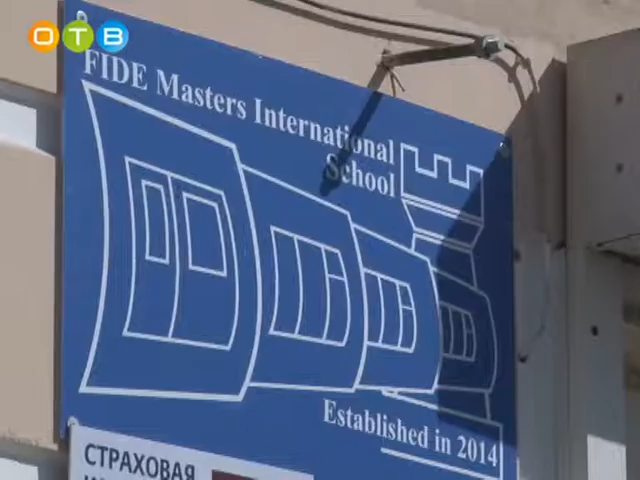 ОТВ
FIDE Masters International
School
Established in 2014
СТРАХОВАЯ